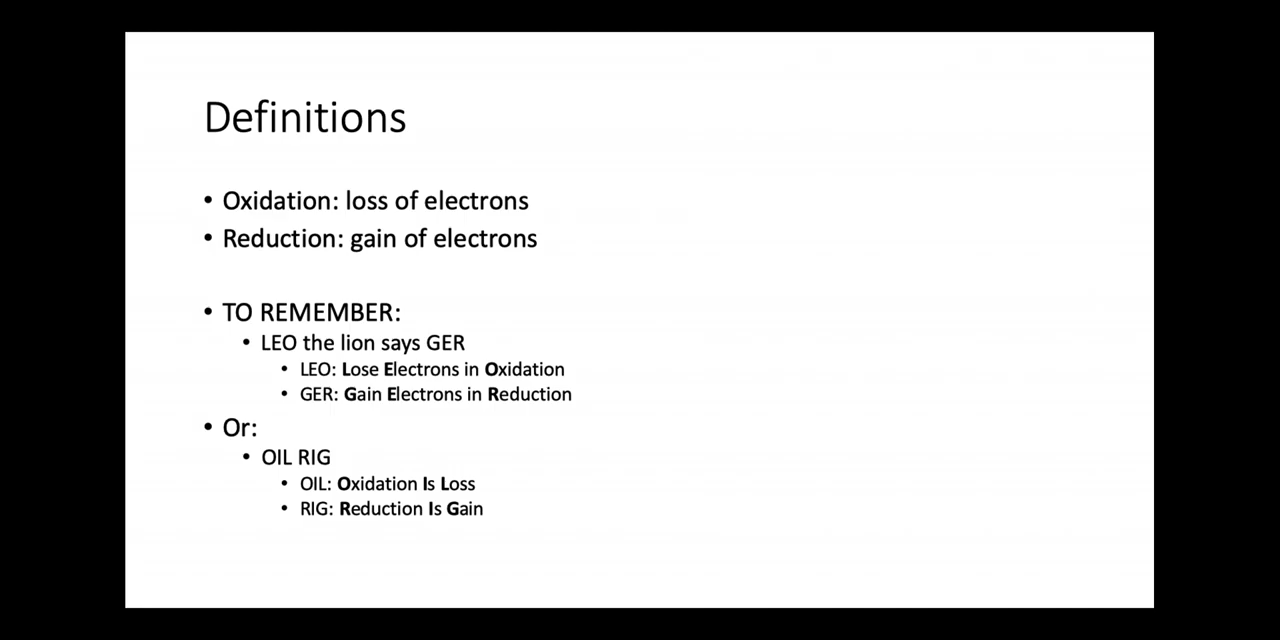 Definitions
• Oxidation: loss of electrons
• Reduction: gain of electrons
• TO REMEMBER:
• LEO the lion says GER
• LEO: Lose Electrons in Oxidation
• GER: Gain Electrons in Reduction
• Or:
• OIL RIG
• OIL: Oxidation Is Loss
• RIG: Reduction Is Gain